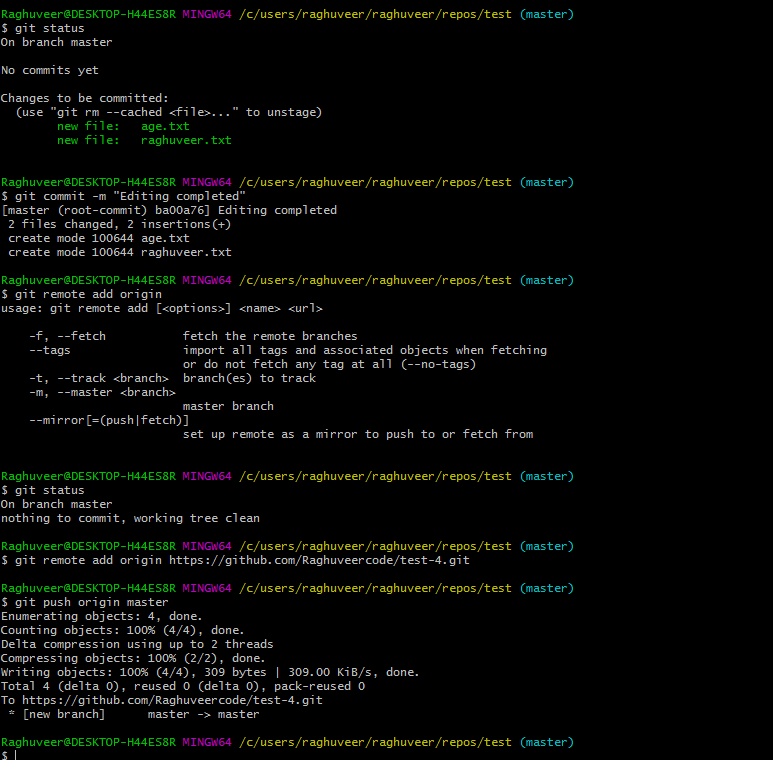 Raghuveer@DESKTOP-H44ES8R MINGW64 /c/users/raghuveer/raghuveer/repos/test (master)
$ git status
On branch master

No commits yet

Changes to be committed:
  (use "git rm --cached <file>..." to unstage)
        new file:   age.txt
        new file:   raghuveer.txt


Raghuveer@DESKTOP-H44ES8R MINGW64 /c/users/raghuveer/raghuveer/repos/test (master)
$ git commit -m "Editing completed"
[master (root-commit) ba00a76] Editing completed
 2 files changed, 2 insertions(+)
 create mode 100644 age.txt
 create mode 100644 raghuveer.txt

Raghuveer@DESKTOP-H44ES8R MINGW64 /c/users/raghuveer/raghuveer/repos/test (master)
$ git remote add origin
usage: git remote add [<options>] <name> <url>

    -f, --fetch           fetch the remote branches
    --tags                import all tags and associated objects when fetching
                          or do not fetch any tag at all (--no-tags)
    -t, --track <branch>  branch(es) to track
    -m, --master <branch>
                          master branch
    --mirror[=(push|fetch)]
                          set up remote as a mirror to push to or fetch from


Raghuveer@DESKTOP-H44ES8R MINGW64 /c/users/raghuveer/raghuveer/repos/test (master)
$ git status
On branch master
nothing to commit, working tree clean

Raghuveer@DESKTOP-H44ES8R MINGW64 /c/users/raghuveer/raghuveer/repos/test (master)
$ git remote add origin https://github.com/Raghuveercode/test-4.git

Raghuveer@DESKTOP-H44ES8R MINGW64 /c/users/raghuveer/raghuveer/repos/test (master)
$ git push origin master
Enumerating objects: 4, done.
Counting objects: 100% (4/4), done.
Delta compression using up to 2 threads
Compressing objects: 100% (2/2), done.
Writing objects: 100% (4/4), 309 bytes | 309.00 KiB/s, done.
Total 4 (delta 0), reused 0 (delta 0), pack-reused 0
To https://github.com/Raghuveercode/test-4.git
 * [new branch]      master -> master

Raghuveer@DESKTOP-H44ES8R MINGW64 /c/users/raghuveer/raghuveer/repos/test (master)
$